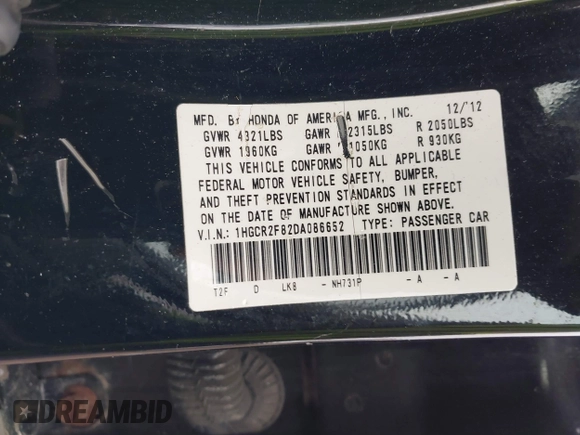 MFD. BY HONDA OF AMERICA MFG., INC. 12/'12
GVWR 4321LBS GAWR F 2315LBS R 2050LBS
GVWR 1960KG GAWR F 1050KG R 930KG
THIS VEHICLE CONFORMS TO ALL APPLICABLE
FEDERAL MOTOR VEHICLE SAFETY, BUMPER,
AND THEFT PREVENTION STANDARDS IN EFFECT
ON THE DATE OF MANUFACTURE SHOWN ABOVE.
V.I.N.: 1HGCR2F82DA086652 TYPE: PASSENGER CAR
T2F D LK8 - NH731P - A - A
DREAMBID